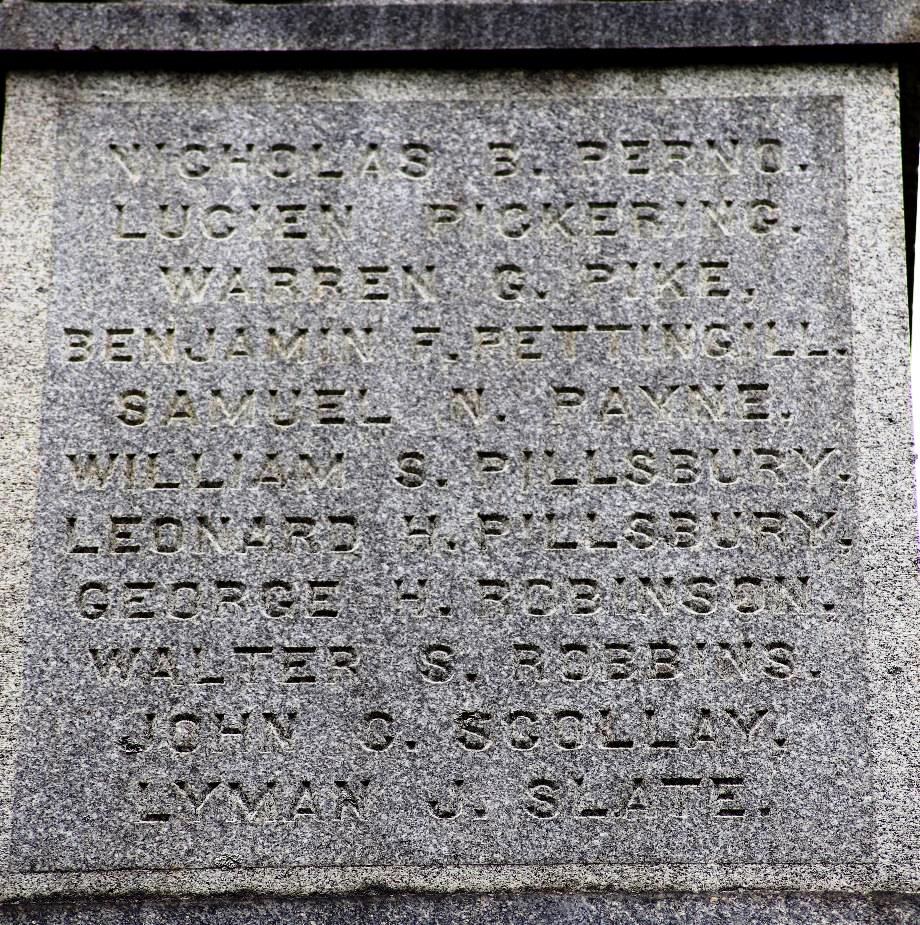 NICHOLAS B. PERNO.
LUCIEN PICKERING.
WARREN G. PIKE.
BENJAMIN F. PETTINGILL.
SAMUEL N. PAYNE.
WILLIAM S. PILLSBURY.
LEONARD H. PILLSBURY.
GEORGE H. ROBINSON.
WALTER S. ROBBINS.
JOHN C. SCOLLAY.
LYMAN J. SLATE.